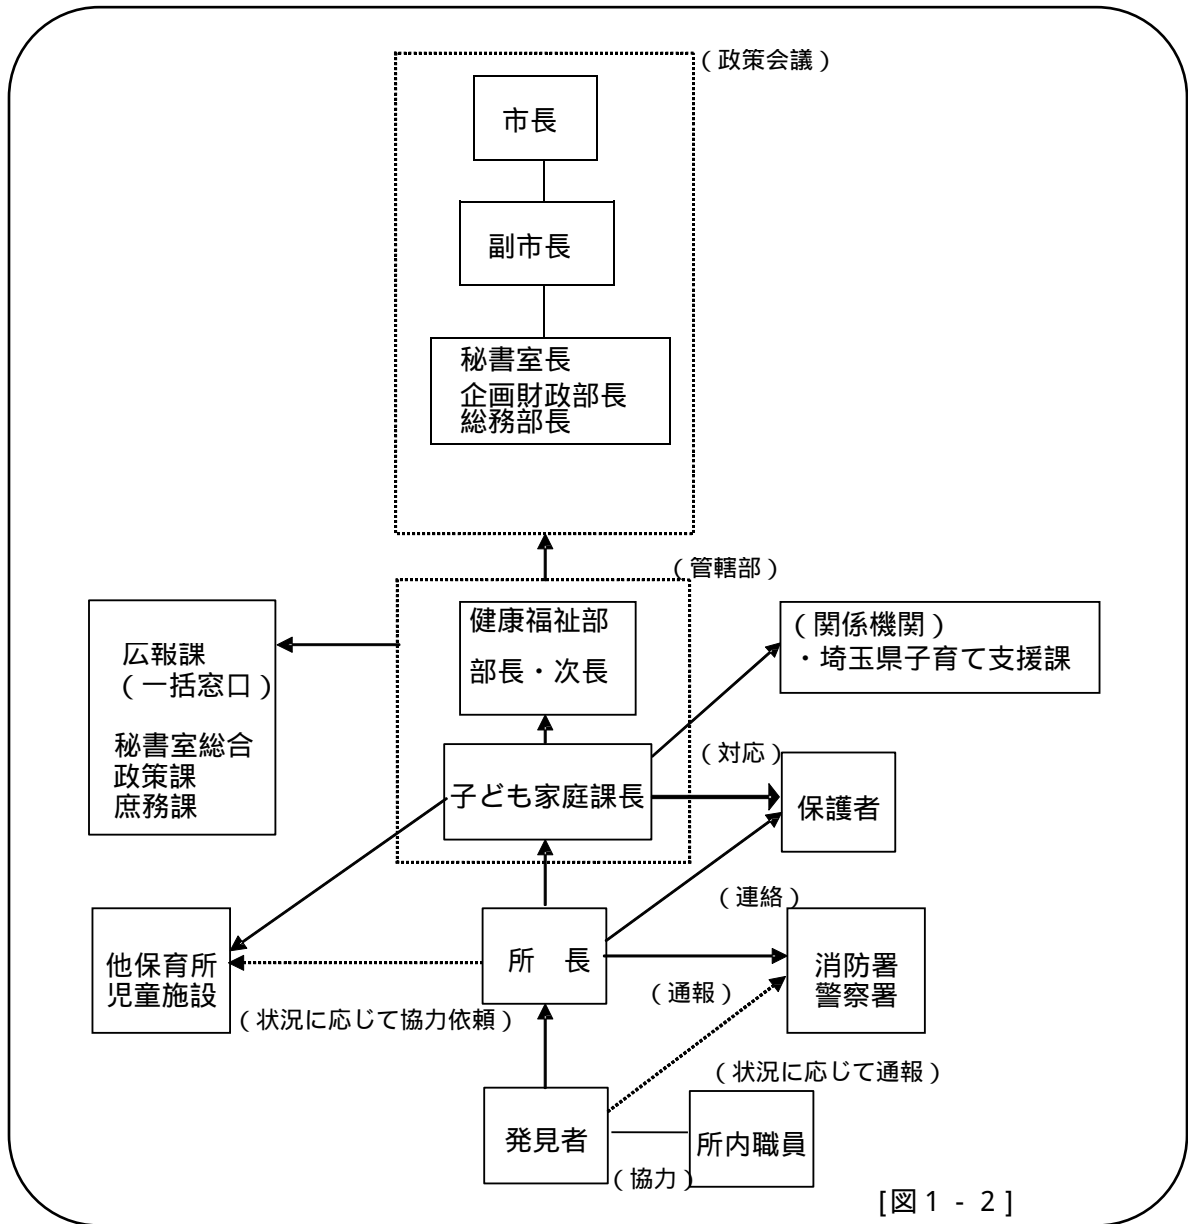 （政策会議）
市長
副市長
秘書室長
企画財政部長
総務部長
（管轄部）
健康福祉部
部長・次長
（関係機関）
・埼玉県子育て支援課
広報課
（一括窓口）
秘書室総合
政策課
庶務課
（対応）
子ども家庭課長
保護者
（連絡）
他保育所
児童施設
所　長
消防署
警察署
（通報）
（状況に応じて協力依頼）
（状況に応じて通報）
発見者
所内職員
（協力）
[図１‐２]